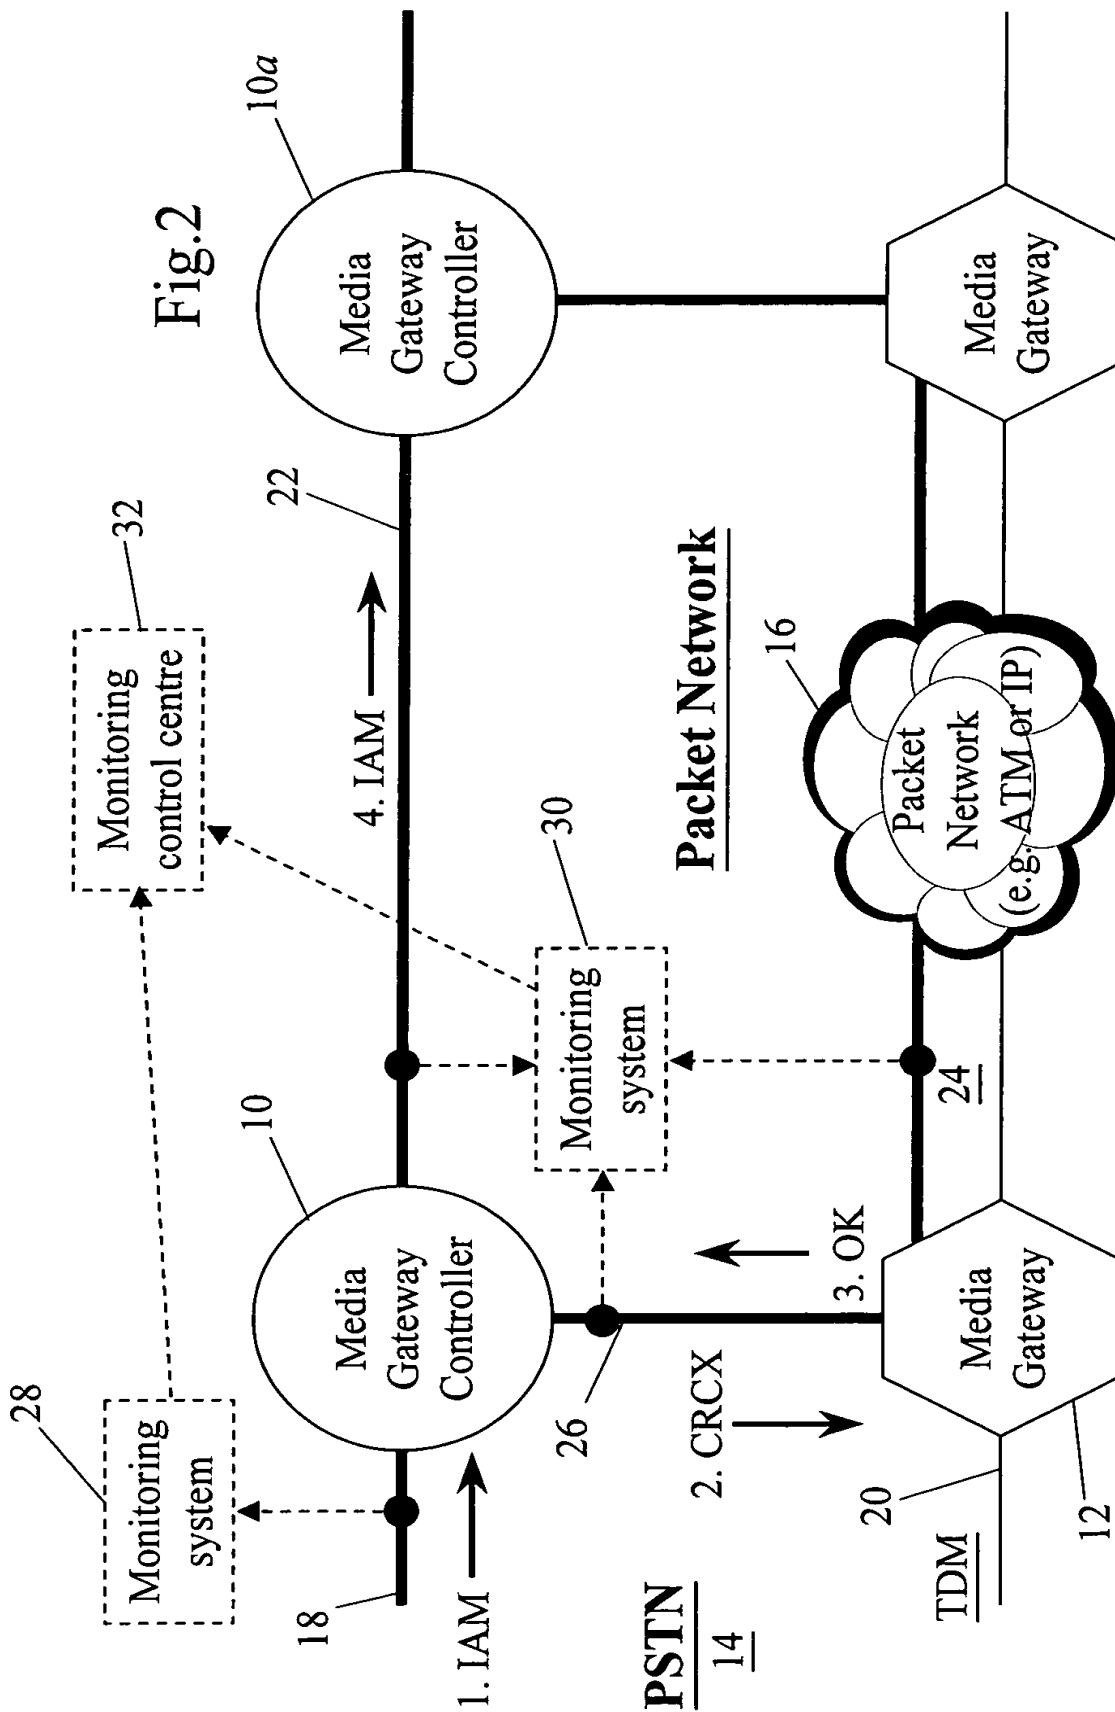 Fig.2
28
Monitoring
system
Monitoring
control centre
32
18
10
22
10a
Media
Gateway
Controller
Media
Gateway
Controller
1. IAM
4. IAM
Monitoring
system
30
26
PSTN
14
2. CRCX
3. OK
Packet Network
16
TDM
20
12
Media
Gateway
24
Packet
Network
(e.g. ATM or IP)
Media
Gateway